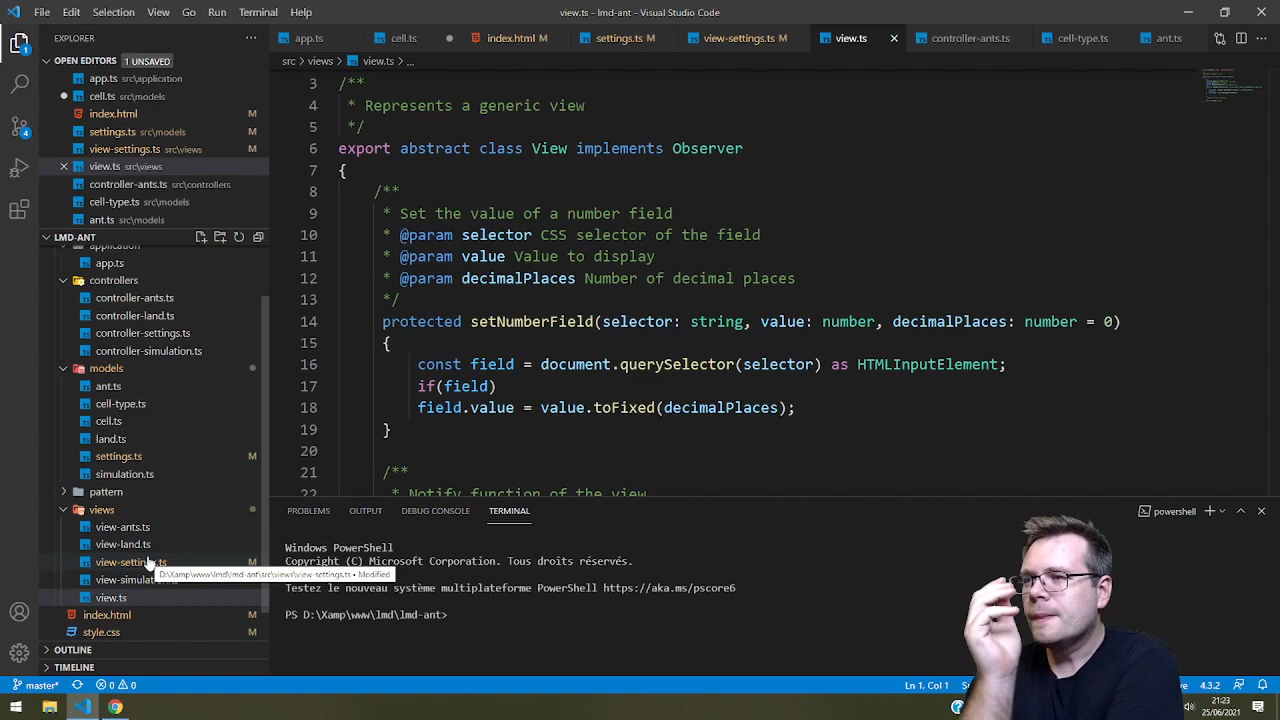 File Edit Selection View Go Run Terminal Help
view.ts - lmd-ant - Visual Studio Code
EXPLORER
app.ts
cell.ts
index.html M
settings.ts M
view-settings.ts M
view.ts
controller-ants.ts
cell-type.ts
ant.ts
OPEN EDITORS 1 UNSAVED
app.ts src\application
cell.ts src\models
index.html M
settings.ts src\models M
view-settings.ts src\views M
view.ts src\views
controller-ants.ts src\controllers
cell-type.ts src\models
ant.ts src\models
LMD-ANT
application
app.ts
controllers
controller-ants.ts
controller-land.ts
controller-settings.ts
controller-simulation.ts
models
ant.ts
cell-type.ts
cell.ts
land.ts
settings.ts M
simulation.ts
pattern
views
view-ants.ts
view-land.ts
view-settings.ts M
D:\Xamp\www\lmd\lmd-ant\src\views\view-settings.ts • Modified
view.ts
index.html M
style.css M
OUTLINE
TIMELINE
src > views > view.ts > ...
3 /**
4 * Represents a generic view
5 */
6 export abstract class View implements Observer
7 {
8 /**
9 * Set the value of a number field
10 * @param selector CSS selector of the field
11 * @param value Value to display
12 * @param decimalPlaces Number of decimal places
13 */
14 protected setNumberField(selector: string, value: number, decimalPlaces: number = 0)
15 {
16 const field = document.querySelector(selector) as HTMLInputElement;
17 if(field)
18 field.value = value.toFixed(decimalPlaces);
19 }
20
21 /**
22 * Notify function of the view
PROBLEMS OUTPUT DEBUG CONSOLE TERMINAL
powershell
Windows PowerShell
Copyright (C) Microsoft Corporation. Tous droits réservés.
Testez le nouveau système multiplateforme PowerShell https://aka.ms/pscore6
PS D:\Xamp\www\lmd\lmd-ant>
1
4
master* 0 0
Ln 1, Col 1
4.3.2
21:23
25/06/2021